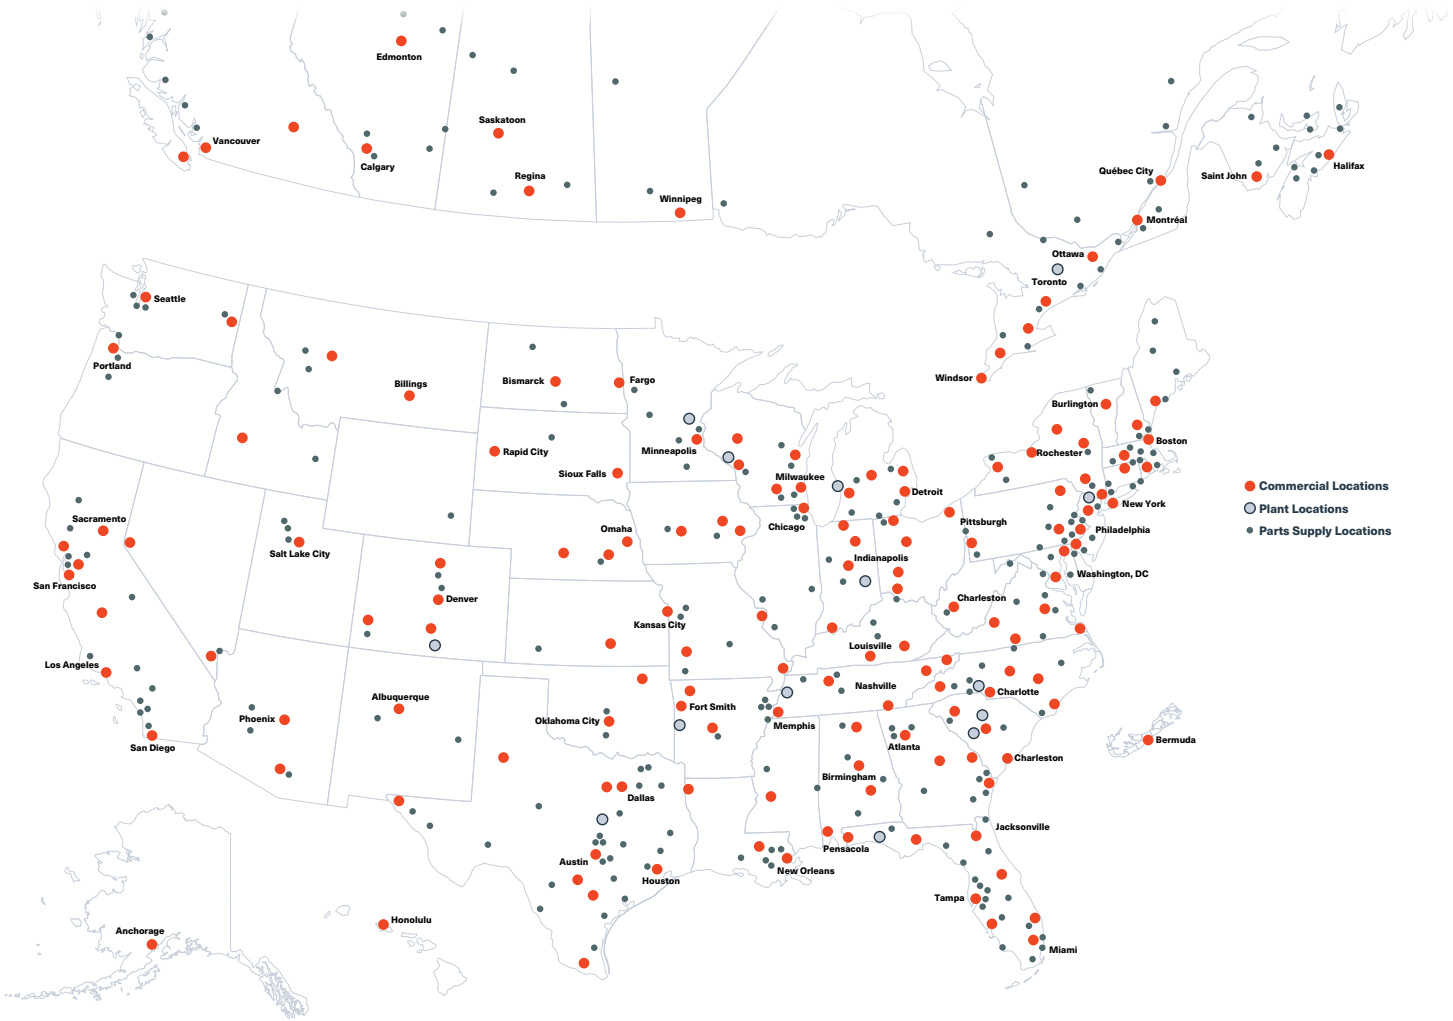 Edmonton
Saskatoon
Vancouver
Calgary
Regina
Winnipeg
Québec City
Halifax
Saint John
Montréal
Ottawa
Toronto
Seattle
Portland
Windsor
Billings
Bismarck
Fargo
Burlington
Boston
Rochester
Minneapolis
Rapid City
Sioux Falls
Milwaukee
Detroit
Commercial Locations
Plant Locations
Parts Supply Locations
New York
Sacramento
Salt Lake City
Omaha
Chicago
Pittsburgh
Philadelphia
San Francisco
Indianapolis
Washington, DC
Denver
Charleston
Kansas City
Louisville
Los Angeles
Nashville
Charlotte
Albuquerque
Fort Smith
Phoenix
Oklahoma City
Memphis
Atlanta
San Diego
Bermuda
Charleston
Birmingham
Dallas
Jacksonville
Pensacola
Austin
Houston
New Orleans
Tampa
Honolulu
Anchorage
Miami